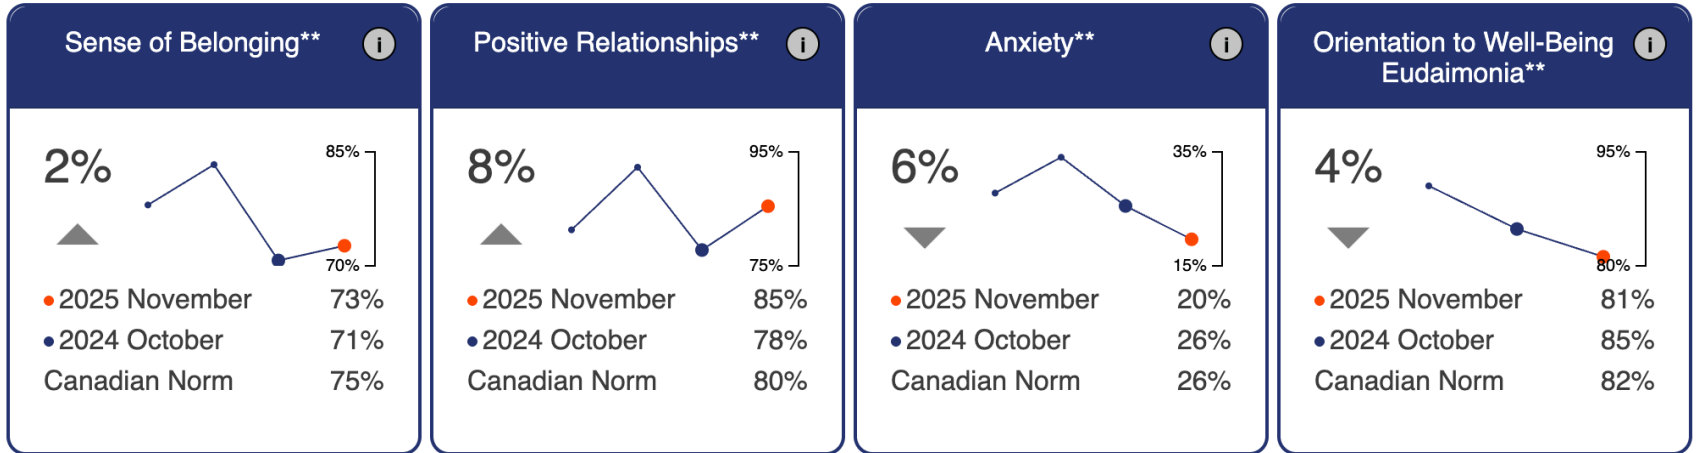 Sense of Belonging** i
2%
85%
70%
2025 November 73%
2024 October 71%
Canadian Norm 75%
Positive Relationships** i
8%
95%
75%
2025 November 85%
2024 October 78%
Canadian Norm 80%
Anxiety** i
6%
35%
15%
2025 November 20%
2024 October 26%
Canadian Norm 26%
Orientation to Well-Being i
Eudaimonia**
4%
95%
80%
2025 November 81%
2024 October 85%
Canadian Norm 82%